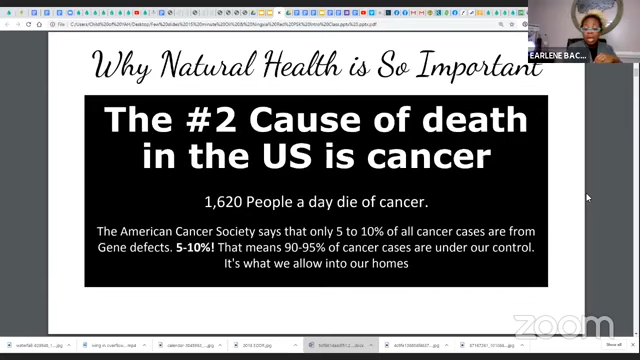 Why Natural Health is So Important
EARLENE BAC...
The #2 Cause of death
in the US is cancer
1,620 People a day die of cancer.
The American Cancer Society says that only 5 to 10% of all cancer cases are from
Gene defects. 5-10%! That means 90-95% of cancer cases are under our control.
It's what we allow into our homes
zoom
Show all